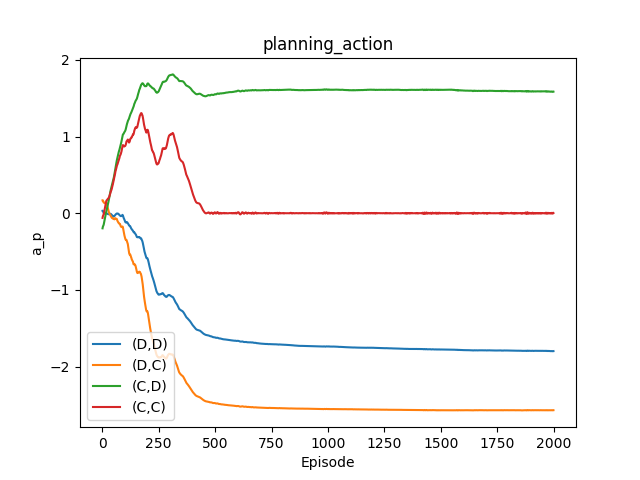 planning_action
2
1
0
−1
−2
a_p
(D,D)
(D,C)
(C,D)
(C,C)
0 250 500 750 1000 1250 1500 1750 2000
Episode